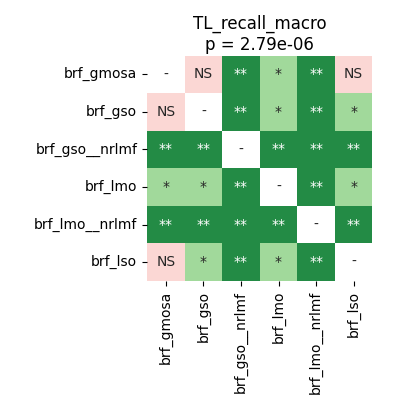 TL_recall_macro
p = 2.79e-06
brf_gmosa - NS ** * ** NS
brf_gso NS - ** * ** *
brf_gso__nrlmf ** ** - ** ** **
brf_lmo * * ** - ** *
brf_lmo__nrlmf ** ** ** ** - **
brf_lso NS * ** * ** -
brf_gmosa
brf_gso
brf_gso__nrlmf
brf_lmo
brf_lmo__nrlmf
brf_lso